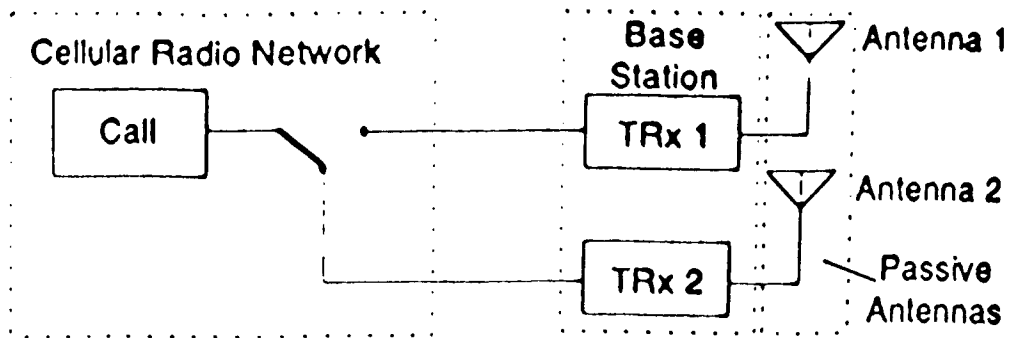 Cellular Radio Network
Call
Base
Station
TRx 1
TRx 2
Antenna 1
Antenna 2
Passive
Antennas